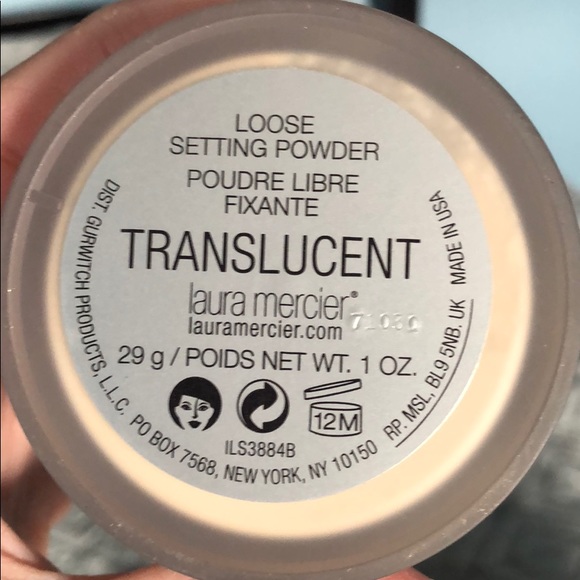 LOOSE
SETTING POWDER
POUDRE LIBRE
FIXANTE
TRANSLUCENT
laura mercier®
lauramercier.com
29 g / POIDS NET WT. 1 OZ.
12M
ILS3884B
DIST. GURWITCH PRODUCTS, L.L.C. PO BOX 7568, NEW YORK, NY 10150
RP. MSL, BL9 5NB. UK MADE IN USA